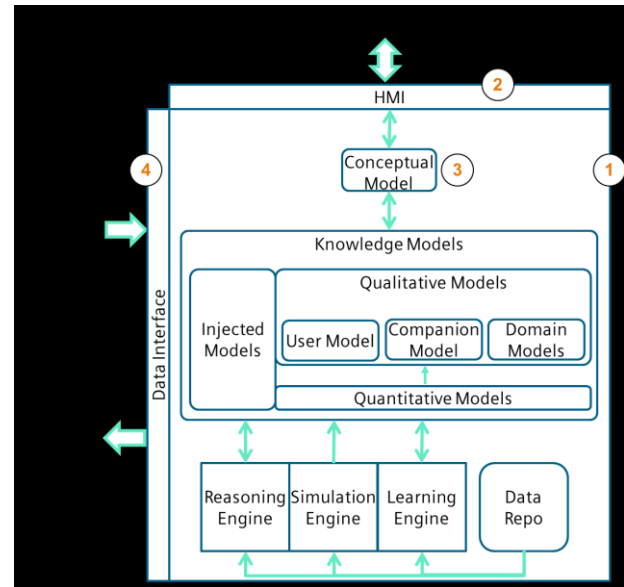 2
HMI
4
Conceptual
Model
3
1
Knowledge Models
Qualitative Models
Injected
Models
User Model
Companion
Model
Domain
Models
Data Interface
Quantitative Models
Reasoning
Engine
Simulation
Engine
Learning
Engine
Data
Repo